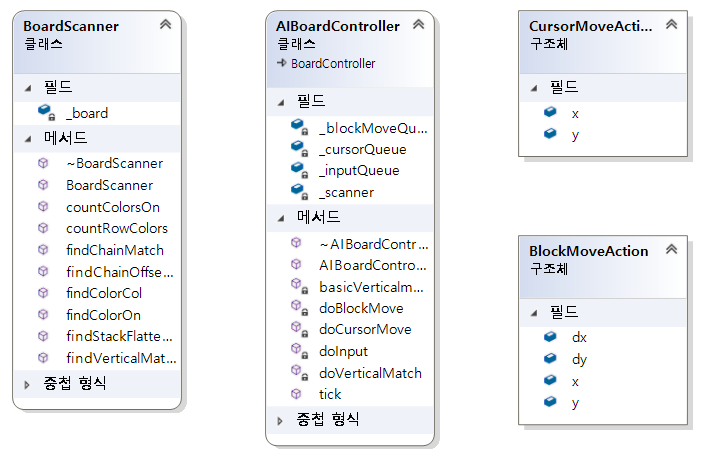 BoardScanner
클래스
필드
_board
메서드
~BoardScanner
BoardScanner
countColorsOn
countRowColors
findChainMatch
findChainOffse...
findColorCol
findColorOn
findStackFlatte...
findVerticalMat...
중첩 형식
AIBoardController
클래스
BoardController
필드
_blockMoveQu...
_cursorQueue
_inputQueue
_scanner
메서드
~AIBoardContr...
AIBoardContro...
basicVerticalm...
doBlockMove
doCursorMove
doInput
doVerticalMatch
tick
중첩 형식
CursorMoveActi...
구조체
필드
x
y
BlockMoveAction
구조체
필드
dx
dy
x
y